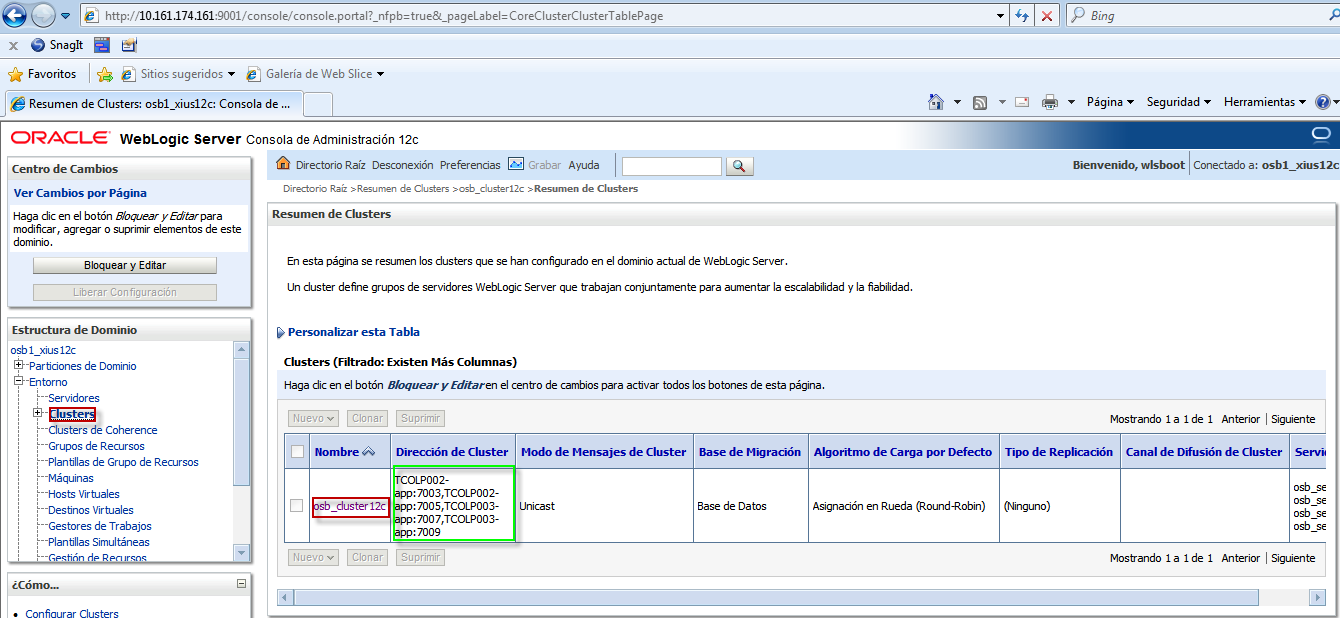 http://10.161.174.161:9001/console/console.portal?_nfpb=true&_pageLabel=CoreClusterClusterTablePage
Bing
x SnagIt
Favoritos Sitios sugeridos Galería de Web Slice
Resumen de Clusters: osb1_xius12c: Consola de ...
Página Seguridad Herramientas
ORACLE WebLogic Server Consola de Administración 12c
Centro de Cambios
Ver Cambios por Página
Haga clic en el botón Bloquear y Editar para
modificar, agregar o suprimir elementos de este
dominio.
Bloquear y Editar
Liberar Configuración
Estructura de Dominio
osb1_xius12c
Particiones de Dominio
Entorno
Servidores
Clusters
Clusters de Coherence
Grupos de Recursos
Plantillas de Grupo de Recursos
Máquinas
Hosts Virtuales
Destinos Virtuales
Gestores de Trabajos
Plantillas Simultáneas
Gestión de Recursos
¿Cómo...
Configurar Clusters
Directorio Raíz Desconexión Preferencias Grabar Ayuda
Bienvenido, wlsboot Conectado a: osb1_xius12c
Directorio Raíz >Resumen de Clusters >osb_cluster12c >Resumen de Clusters
Resumen de Clusters
En esta página se resumen los clusters que se han configurado en el dominio actual de WebLogic Server.
Un cluster define grupos de servidores WebLogic Server que trabajan conjuntamente para aumentar la escalabilidad y la fiabilidad.
Personalizar esta Tabla
Clusters (Filtrado: Existen Más Columnas)
Haga clic en el botón Bloquear y Editar en el centro de cambios para activar todos los botones de esta página.
Nuevo Clonar Suprimir
Mostrando 1 a 1 de 1 Anterior | Siguiente
Nombre Dirección de Cluster Modo de Mensajes de Cluster Base de Migración Algoritmo de Carga por Defecto Tipo de Replicación Canal de Difusión de Cluster Servi
osb_cluster12c
TCOLP002-
app:7003,TCOLP002-
app:7005,TCOLP003-
app:7007,TCOLP003-
app:7009
Unicast
Base de Datos
Asignación en Rueda (Round-Robin)
(Ninguno)
osb_se
osb_se
osb_se
osb_se
Nuevo Clonar Suprimir
Mostrando 1 a 1 de 1 Anterior | Siguiente